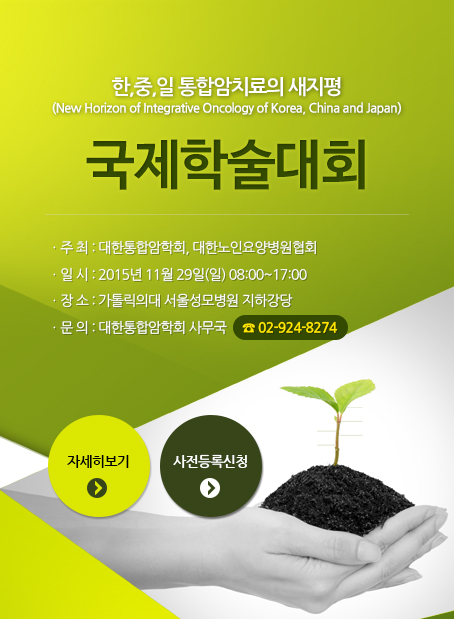 한,중,일 통합암치료의 새지평
(New Horizon of Integrative Oncology of Korea, China and Japan)
국제학술대회
· 주 최 : 대한통합암학회, 대한노인요양병원협회
· 일 시 : 2015년 11월 29일(일) 08:00~17:00
· 장 소 : 가톨릭의대 서울성모병원 지하강당
· 문 의 : 대한통합암학회 사무국 ☎ 02-924-8274
자세히보기
사전등록신청